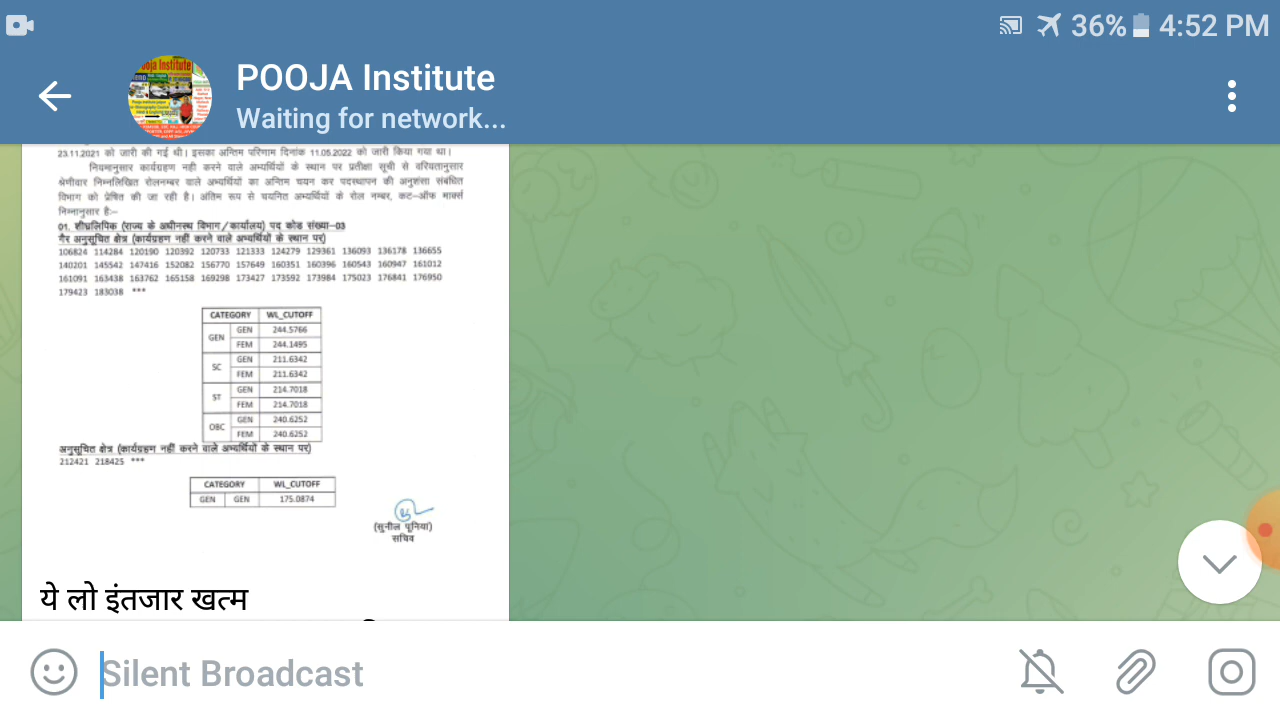 36% 4:52 PM
POOJA Institute
Waiting for network...
23.11.2021 को जारी की गई थी। इसका अन्तिम परिणाम दिनांक 11.05.2022 को जारी किया गया था।
नियमानुसार कार्यग्रहण नही करने वाले अभ्यर्थियों के स्थान पर प्रतीक्षा सूची से वरियतानुसार
श्रेणीवार निम्नलिखित रोलनम्बर वाले अभ्यर्थियों का अन्तिम चयन कर पदस्थापन की अनुशंसा संबंधित
विभाग को प्रेषित की जा रही है। अंतिम रूप से चयनित अभ्यर्थियों के रोल नम्बर, कट-ऑफ मार्क्स
निम्नानुसार है:-
01. शीघ्रलिपिक (राज्य के अधीनस्थ विभाग/कार्यालय) पद कोड संख्या-03
गैर अनुसूचित क्षेत्र (कार्यग्रहण नहीं करने वाले अभ्यर्थियों के स्थान पर)
106824 114284 120190 120392 120733 121333 124279 129361 136093 136178 136655
140201 145542 147416 152082 156770 157649 160351 160396 160543 160947 161012
161091 163438 163762 165158 169298 173427 173592 173984 175023 176841 176950
179423 183038 ***
CATEGORY WL_CUTOFF
GEN GEN 244.5766
FEM 244.1495
SC GEN 211.6342
FEM 211.6342
ST GEN 214.7018
FEM 214.7018
OBC GEN 240.6252
FEM 240.6252
अनुसूचित क्षेत्र (कार्यग्रहण नहीं करने वाले अभ्यर्थियों के स्थान पर)
212421 218425 ***
CATEGORY WL_CUTOFF
GEN GEN 175.0874
(सुनील पूनियां)
सचिव
ये लो इंतजार खत्म
Silent Broadcast